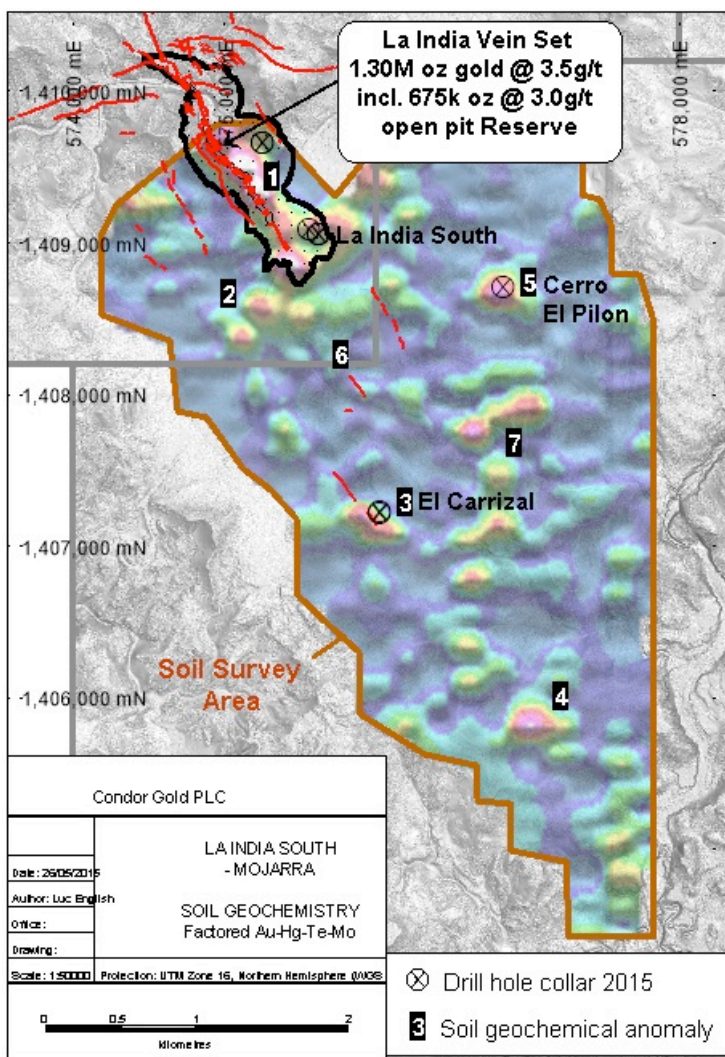 La India Vein Set
1.30M oz gold @ 3.5g/t
incl. 675k oz @ 3.0g/t
open pit Reserve
574,0 mE
578,000 mE
1,410,000 mN
1
1,409,000 mN
La India South
2
5 Cerro
El Pilon
6
1,408,000 mN
7
3 El Carrizal
1,407,000 mN
Soil Survey
Area
1,406,000 mN
4
Condor Gold PLC
LA INDIA SOUTH
- MOJARRA
SOIL GEOCHEMISTRY
Factored Au-Hg-Te-Mo
Date: 26/05/2015
Author: Luc English
Office:
Drawing:
Scale: 1:50000 Projection: UTM Zone 16, Northern Hemisphere (WGS
0 0.5 1 2
kilometres
Drill hole collar 2015
3 Soil geochemical anomaly